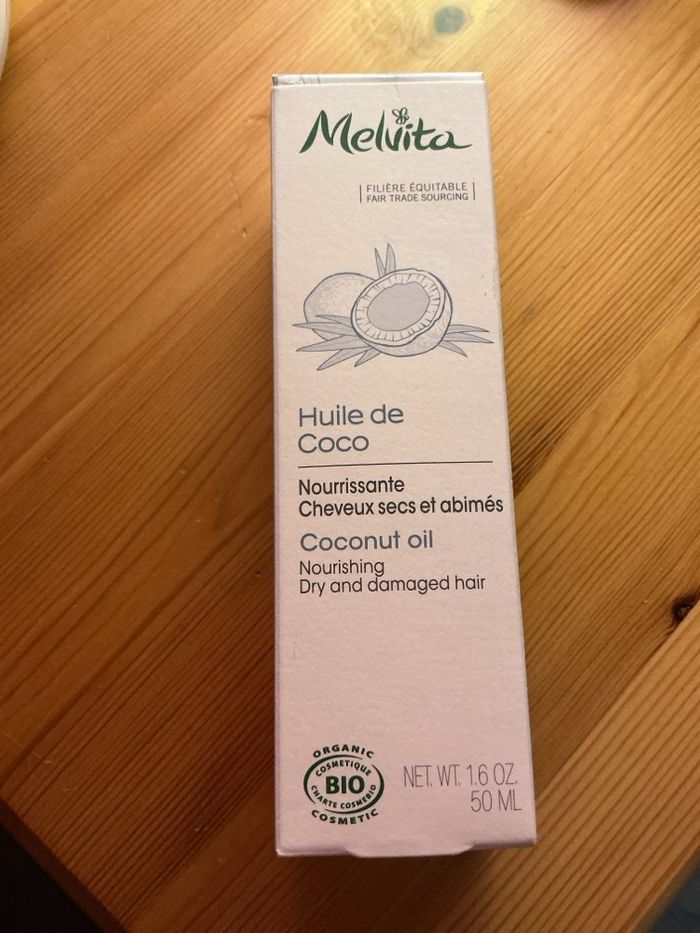 Melvita
FILIÈRE ÉQUITABLE
FAIR TRADE SOURCING
Huile de
Coco
Nourrissante
Cheveux secs et abimés
Coconut oil
Nourishing
Dry and damaged hair
ORGANIC
COSMETIQUE
BIO
CHARTE COSMEBIO
COSMETIC
NET. WT. 1.6 OZ.
50 ML